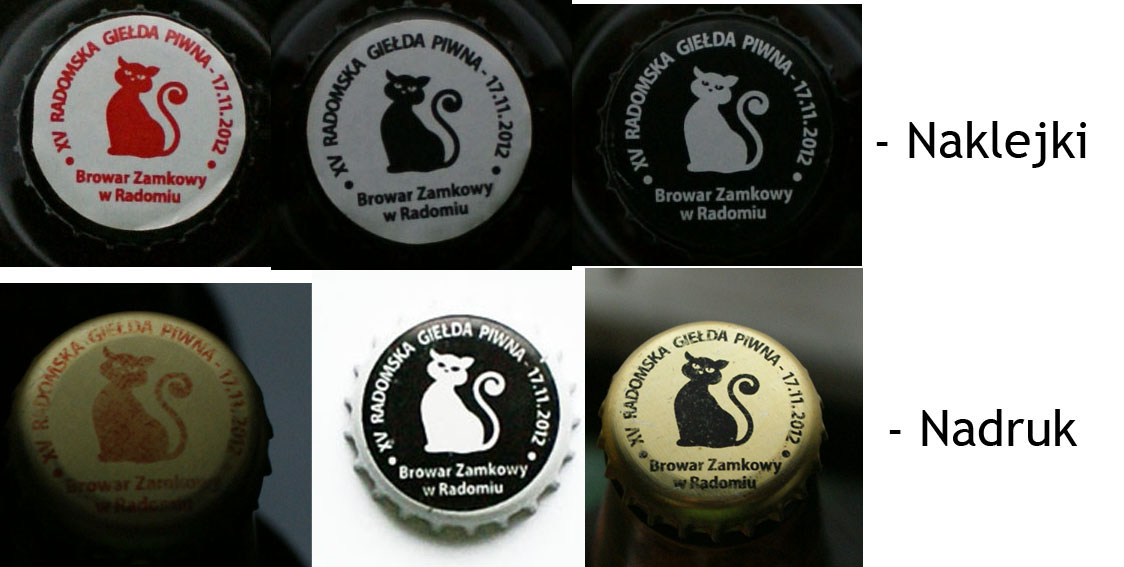 XV RADOMSKA GIEŁDA PIWNA - 17.11.2012
Browar Zamkowy
w Radomiu
XV RADOMSKA GIEŁDA PIWNA - 17.11.2012
Browar Zamkowy
w Radomiu
XV RADOMSKA GIEŁDA PIWNA - 17.11.2012
Browar Zamkowy
w Radomiu
- Naklejki
XV RADOMSKA GIEŁDA PIWNA - 17.11.2012
Browar Zamkowy
w Radomiu
XV RADOMSKA GIEŁDA PIWNA - 17.11.2012
Browar Zamkowy
w Radomiu
XV RADOMSKA GIEŁDA PIWNA - 17.11.2012
Browar Zamkowy
w Radomiu
- Nadruk